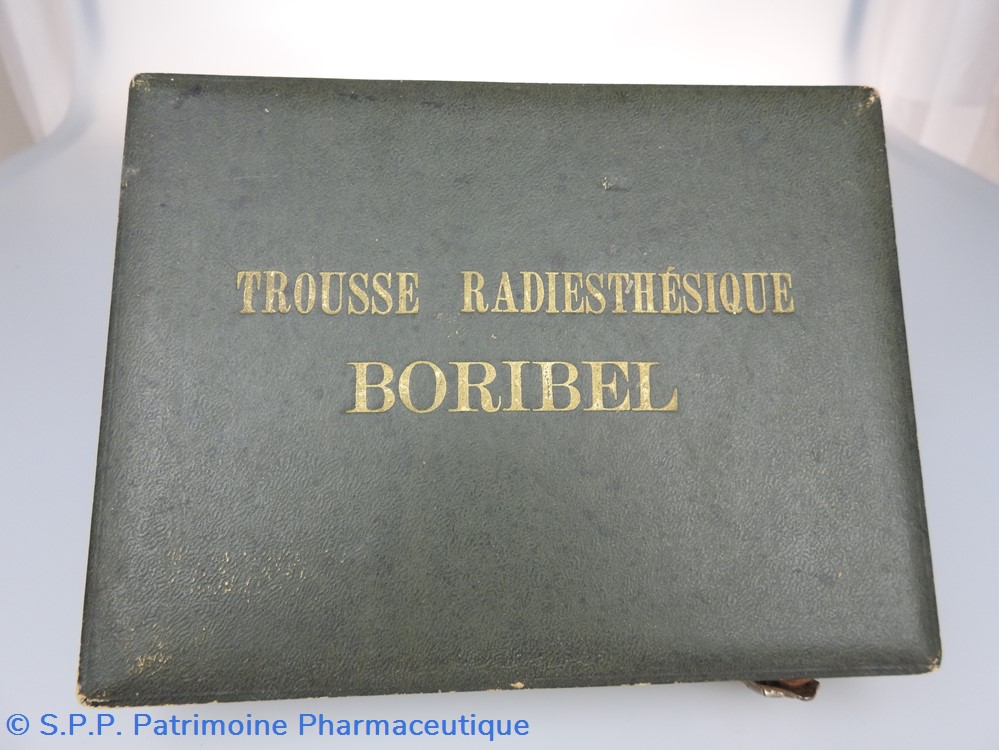 TROUSSE RADIESTHÉSIQUE
BORIBEL
© S.P.P. Patrimoine Pharmaceutique